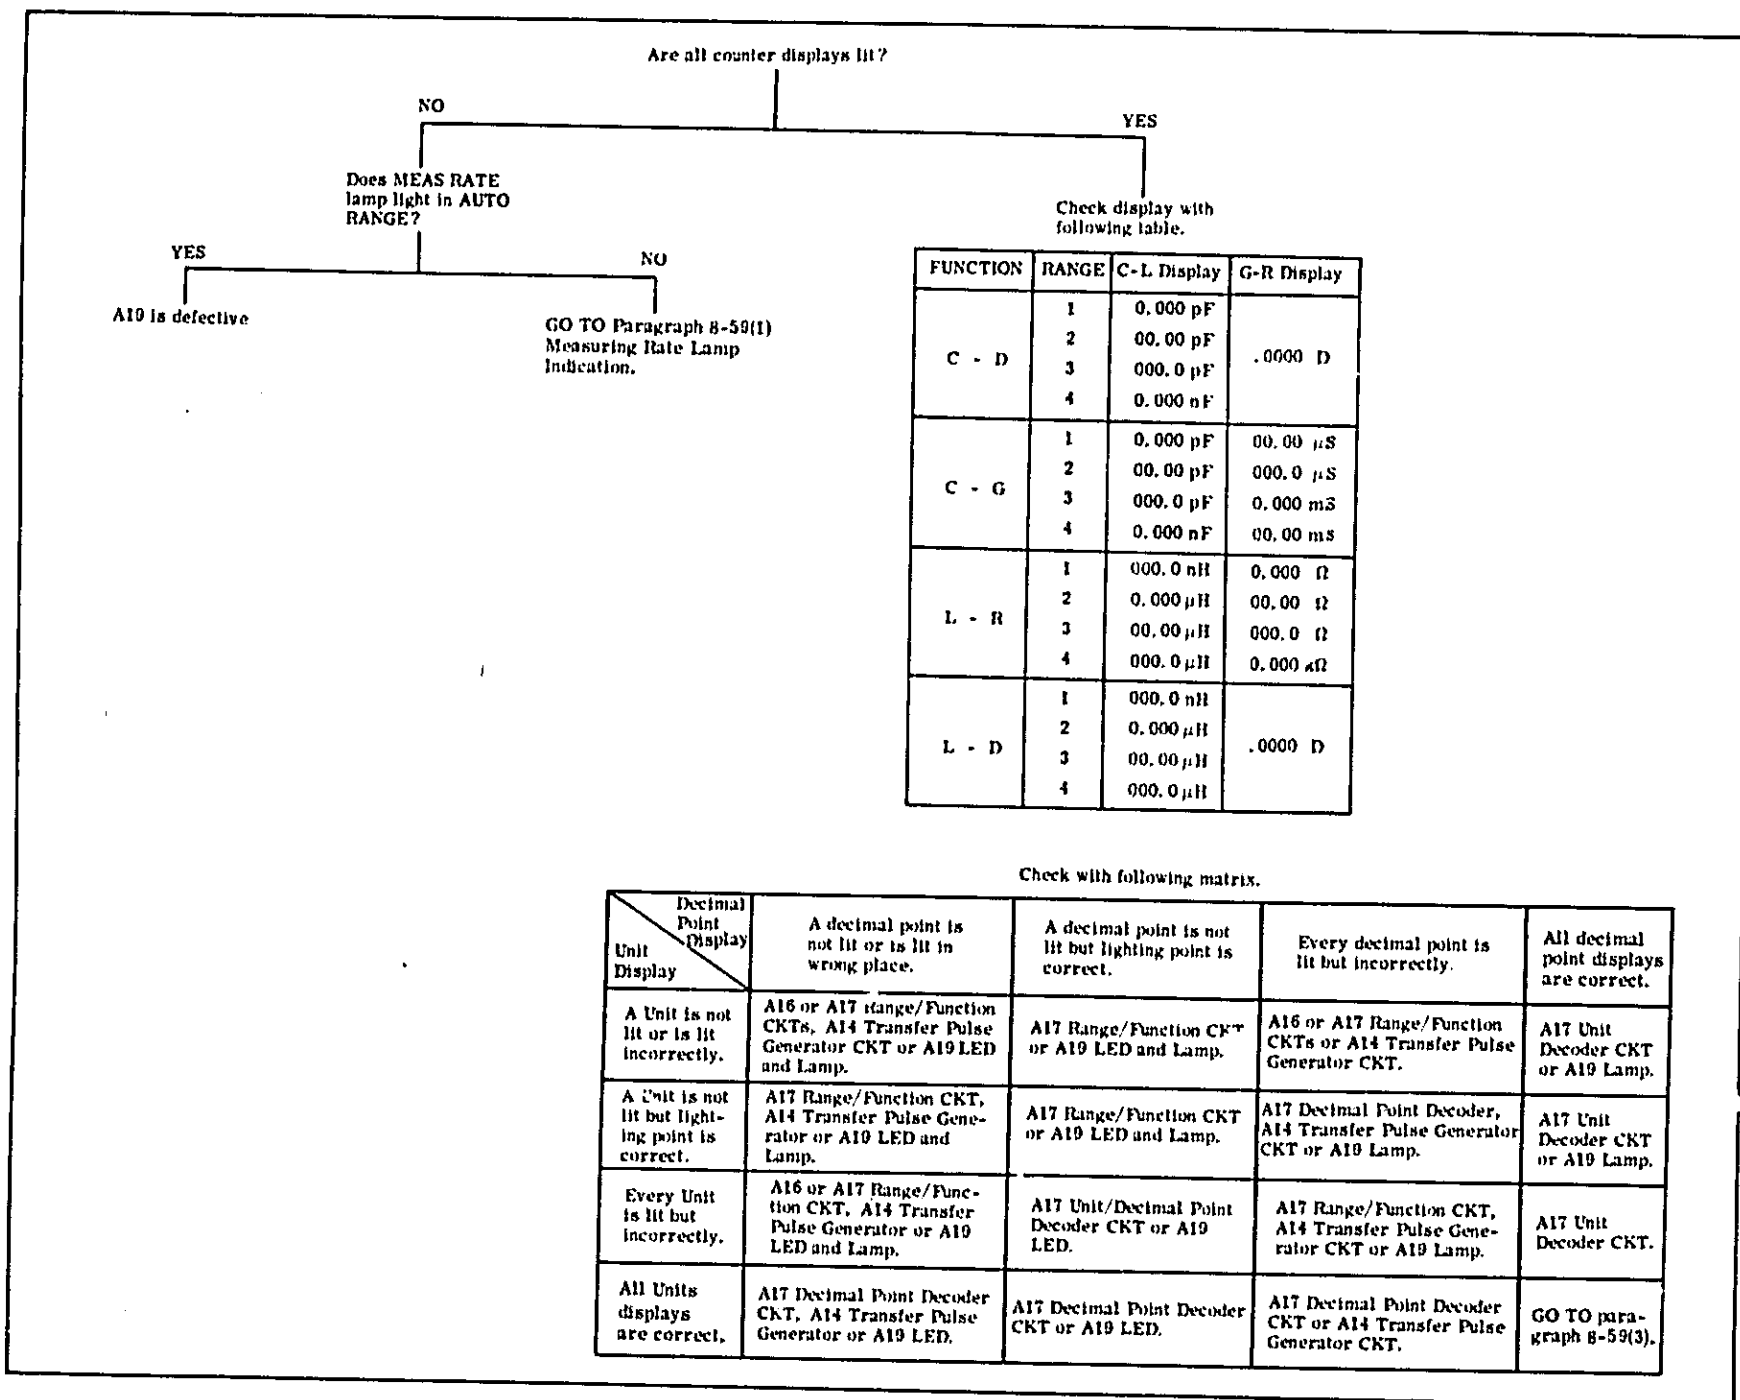 Are all counter displays lit?
NO
YES
Does MEAS RATE
lamp light in AUTO
RANGE?
YES
NO
A19 is defective
GO TO Paragraph 8-59(1)
Measuring Rate Lamp
Indication.
Check display with
following table.
FUNCTION RANGE C-L Display G-R Display
C - D
1 0.000 pF
2 00.00 pF
3 000.0 pF
4 0.000 nF
.0000 D
C - G
1 0.000 pF 00.00 μS
2 00.00 pF 000.0 μS
3 000.0 pF 0.000 mS
4 0.000 nF 00.00 mS
L - R
1 000.0 nH 0.000 Ω
2 0.000 μH 00.00 Ω
3 00.00 μH 000.0 Ω
4 000.0 μH 0.000 kΩ
L - D
1 000.0 nH
2 0.000 μH
3 00.00 μH
4 000.0 μH
.0000 D
Check with following matrix.
Decimal
Point
Display
Unit
Display
A decimal point is
not lit or is lit in
wrong place.
A decimal point is not
lit but lighting point is
correct.
Every decimal point is
lit but incorrectly.
All decimal
point displays
are correct.
A Unit is not
lit or is lit
incorrectly.
A16 or A17 Range/Function
CKTs, A14 Transfer Pulse
Generator CKT or A19 LED
and Lamp.
A17 Range/Function CKT
or A19 LED and Lamp.
A16 or A17 Range/Function
CKTs or A14 Transfer Pulse
Generator CKT.
A17 Unit
Decoder CKT
or A19 Lamp.
A Unit is not
lit but light-
ing point is
correct.
A17 Range/Function CKT,
A14 Transfer Pulse Gene-
rator or A19 LED and
Lamp.
A17 Range/Function CKT
or A19 LED and Lamp.
A17 Decimal Point Decoder,
A14 Transfer Pulse Generator
CKT or A19 Lamp.
A17 Unit
Decoder CKT
or A19 Lamp.
Every Unit
is lit but
incorrectly.
A16 or A17 Range/Func-
tion CKT, A14 Transfer
Pulse Generator or A19
LED and Lamp.
A17 Unit/Decimal Point
Decoder CKT or A19
LED.
A17 Range/Function CKT,
A14 Transfer Pulse Gene-
rator CKT or A19 Lamp.
A17 Unit
Decoder CKT.
All Units
displays
are correct.
A17 Decimal Point Decoder
CKT, A14 Transfer Pulse
Generator or A19 LED.
A17 Decimal Point Decoder
CKT or A19 LED.
A17 Decimal Point Decoder
CKT or A14 Transfer Pulse
Generator CKT.
GO TO para-
graph 8-59(3).